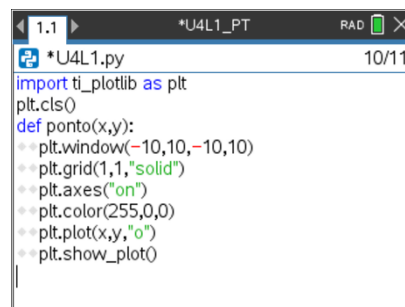 1.1 *U4L1_PT RAD
*U4L1.py 10/11
import ti_plotlib as plt
plt.cls()
def ponto(x,y):
plt.window(-10,10,-10,10)
plt.grid(1,1,"solid")
plt.axes("on")
plt.color(255,0,0)
plt.plot(x,y,"o")
plt.show_plot()